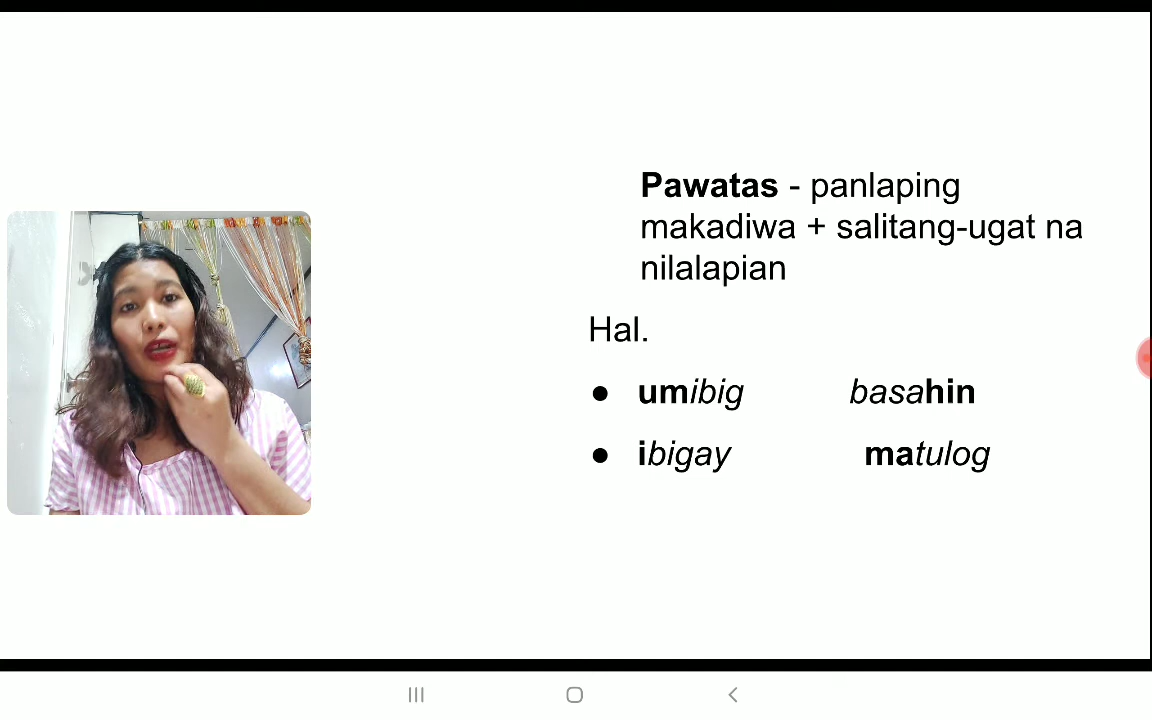 Pawatas - panlaping
makadiwa + salitang-ugat na
nilalapian
Hal.
● umibig basahin
● ibigay matulog